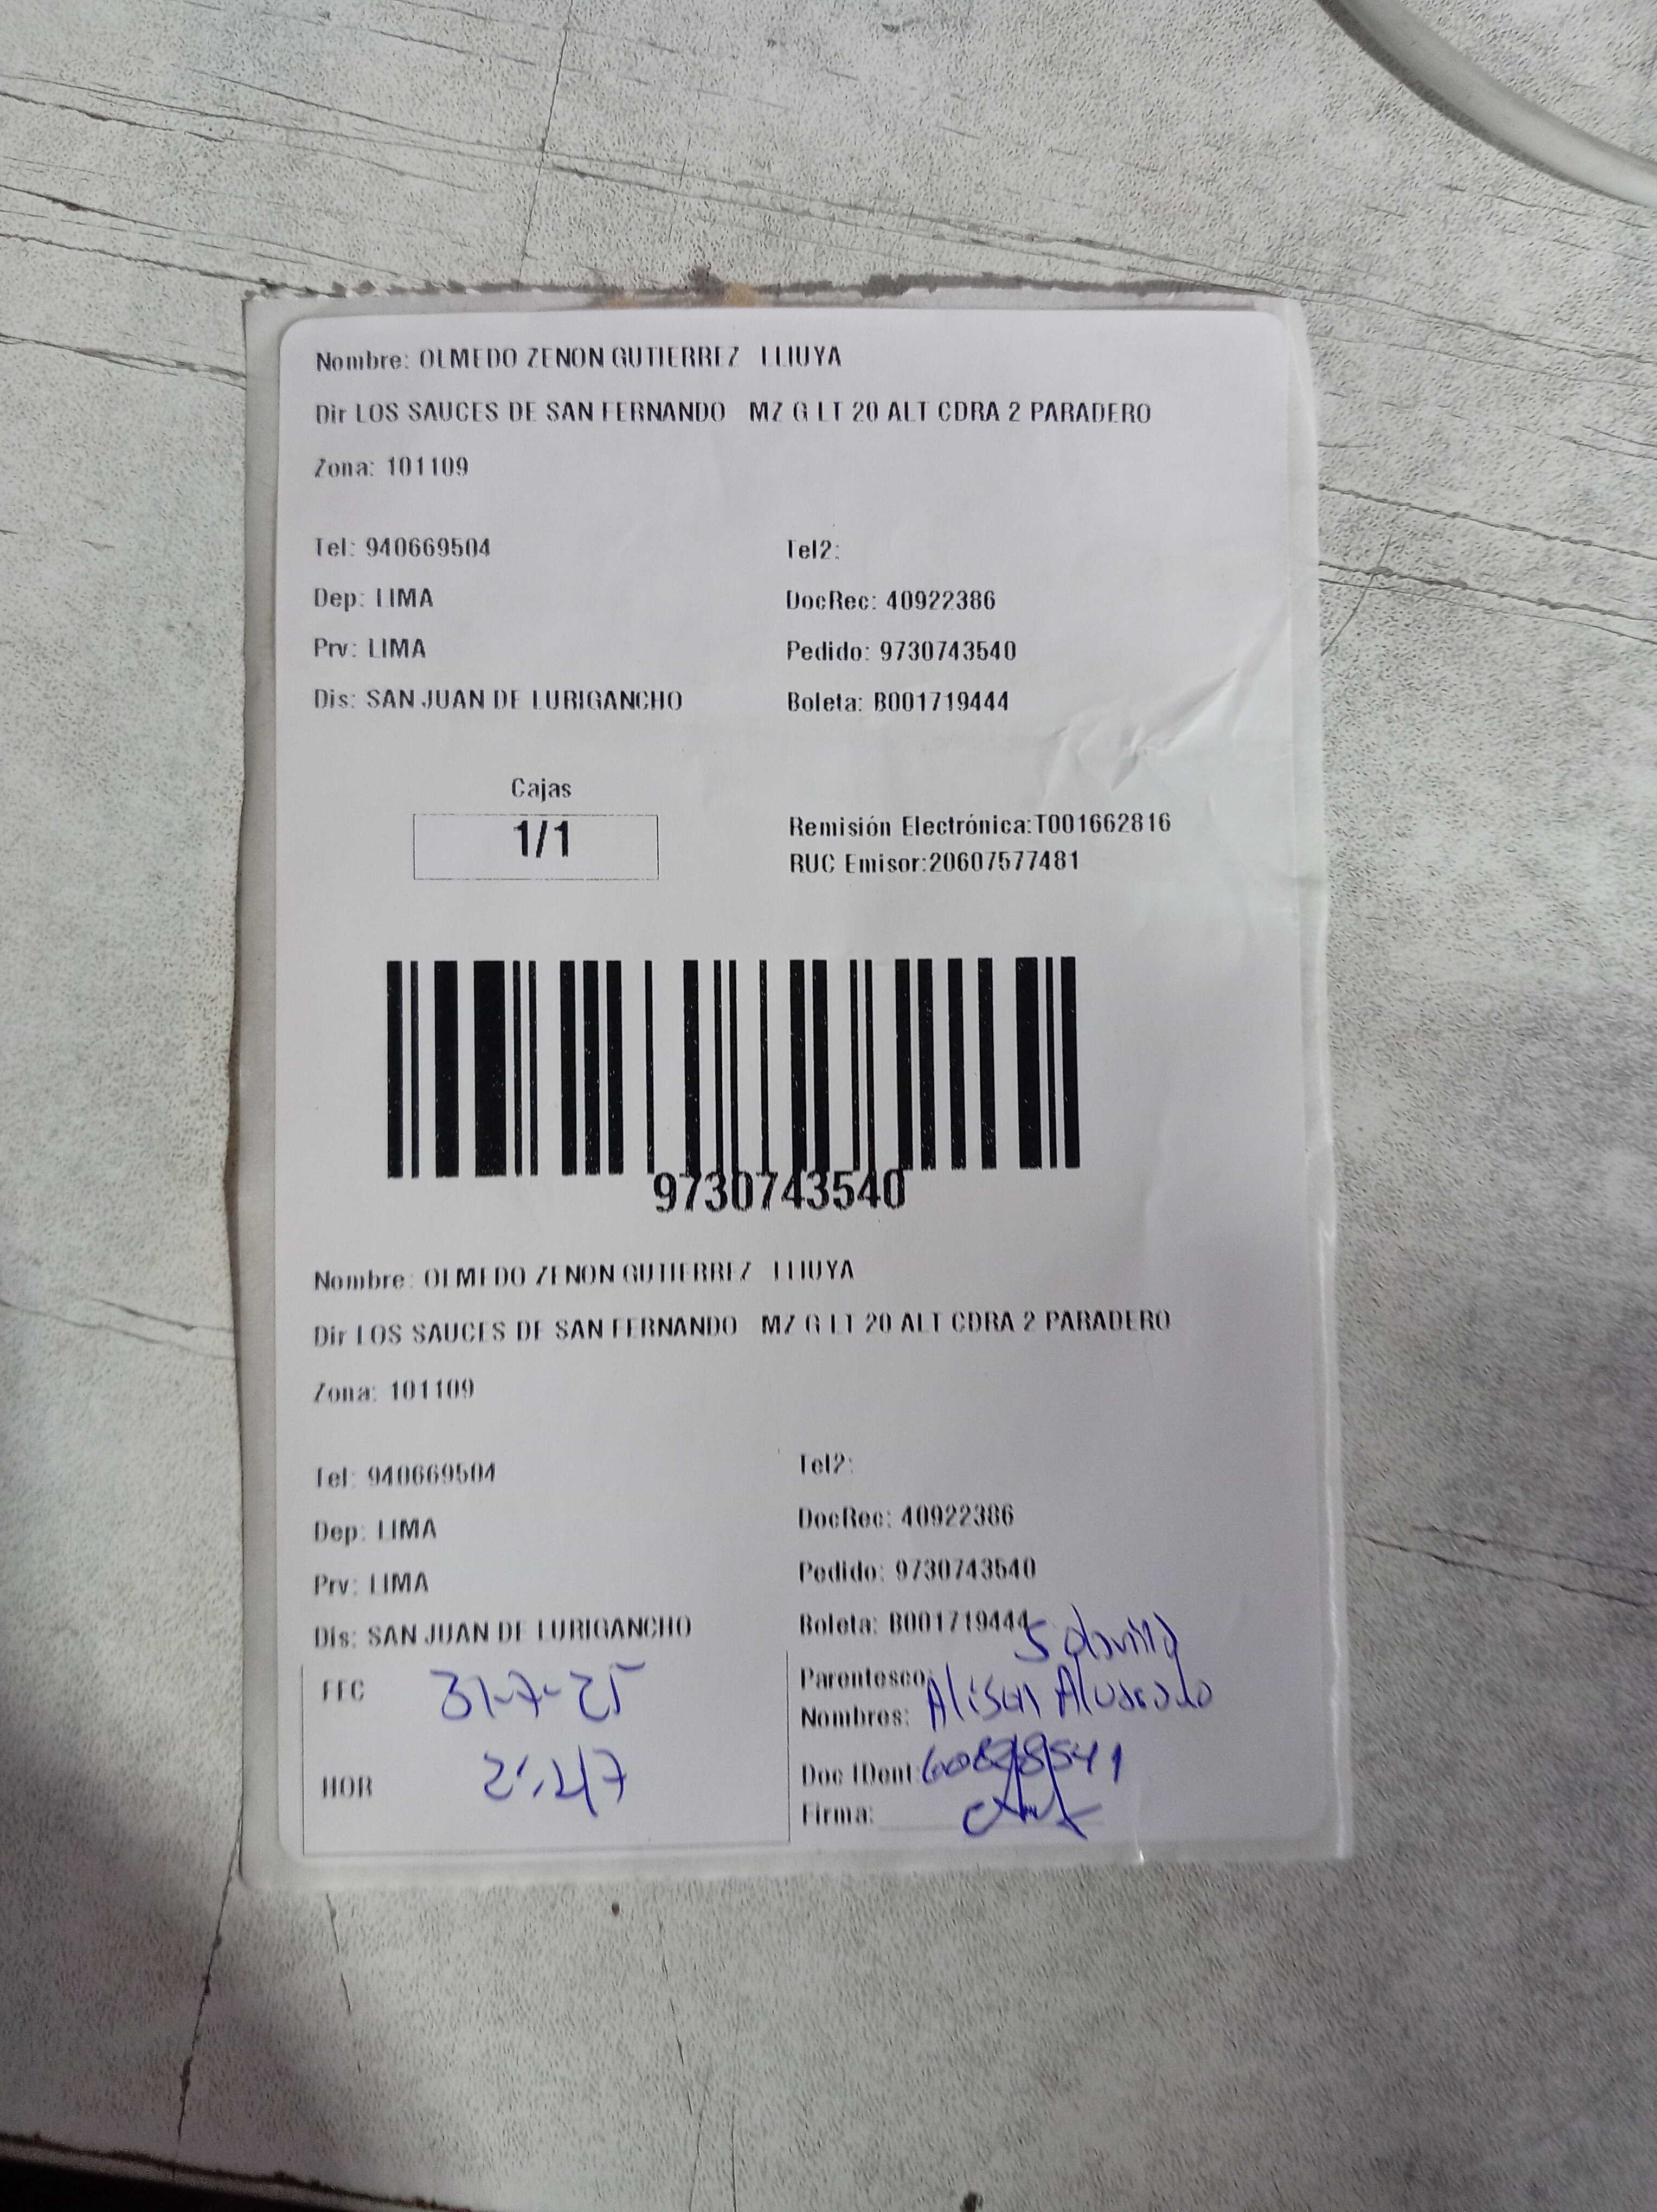 Nombre: OLMEDO ZENON GUTIERREZ LLIUYA
Dir LOS SAUCES DE SAN FERNANDO MZ G LT 20 ALT CDRA 2 PARADERO
Zona: 101109
Tel: 940669504 Tel2:
Dep: LIMA DocRec: 40922386
Prv: LIMA Pedido: 9730743540
Dis: SAN JUAN DE LURIGANCHO Boleta: B001719444
Cajas
1/1
Remisión Electrónica:T001662816
RUC Emisor:20607577481
9730743540
Nombre: OLMEDO ZENON GUTIERREZ LLIUYA
Dir LOS SAUCES DE SAN FERNANDO MZ G LT 20 ALT CDRA 2 PARADERO
Zona: 101109
Tel: 940669504 Tel2:
Dep: LIMA DocRec: 40922386
Prv: LIMA Pedido: 9730743540
Dis: SAN JUAN DE LURIGANCHO Boleta: B001719444
FEC 31-7-25 Parentesco:
Nombres: Alison Alvarado
HOR Doc IDent:
Firma: